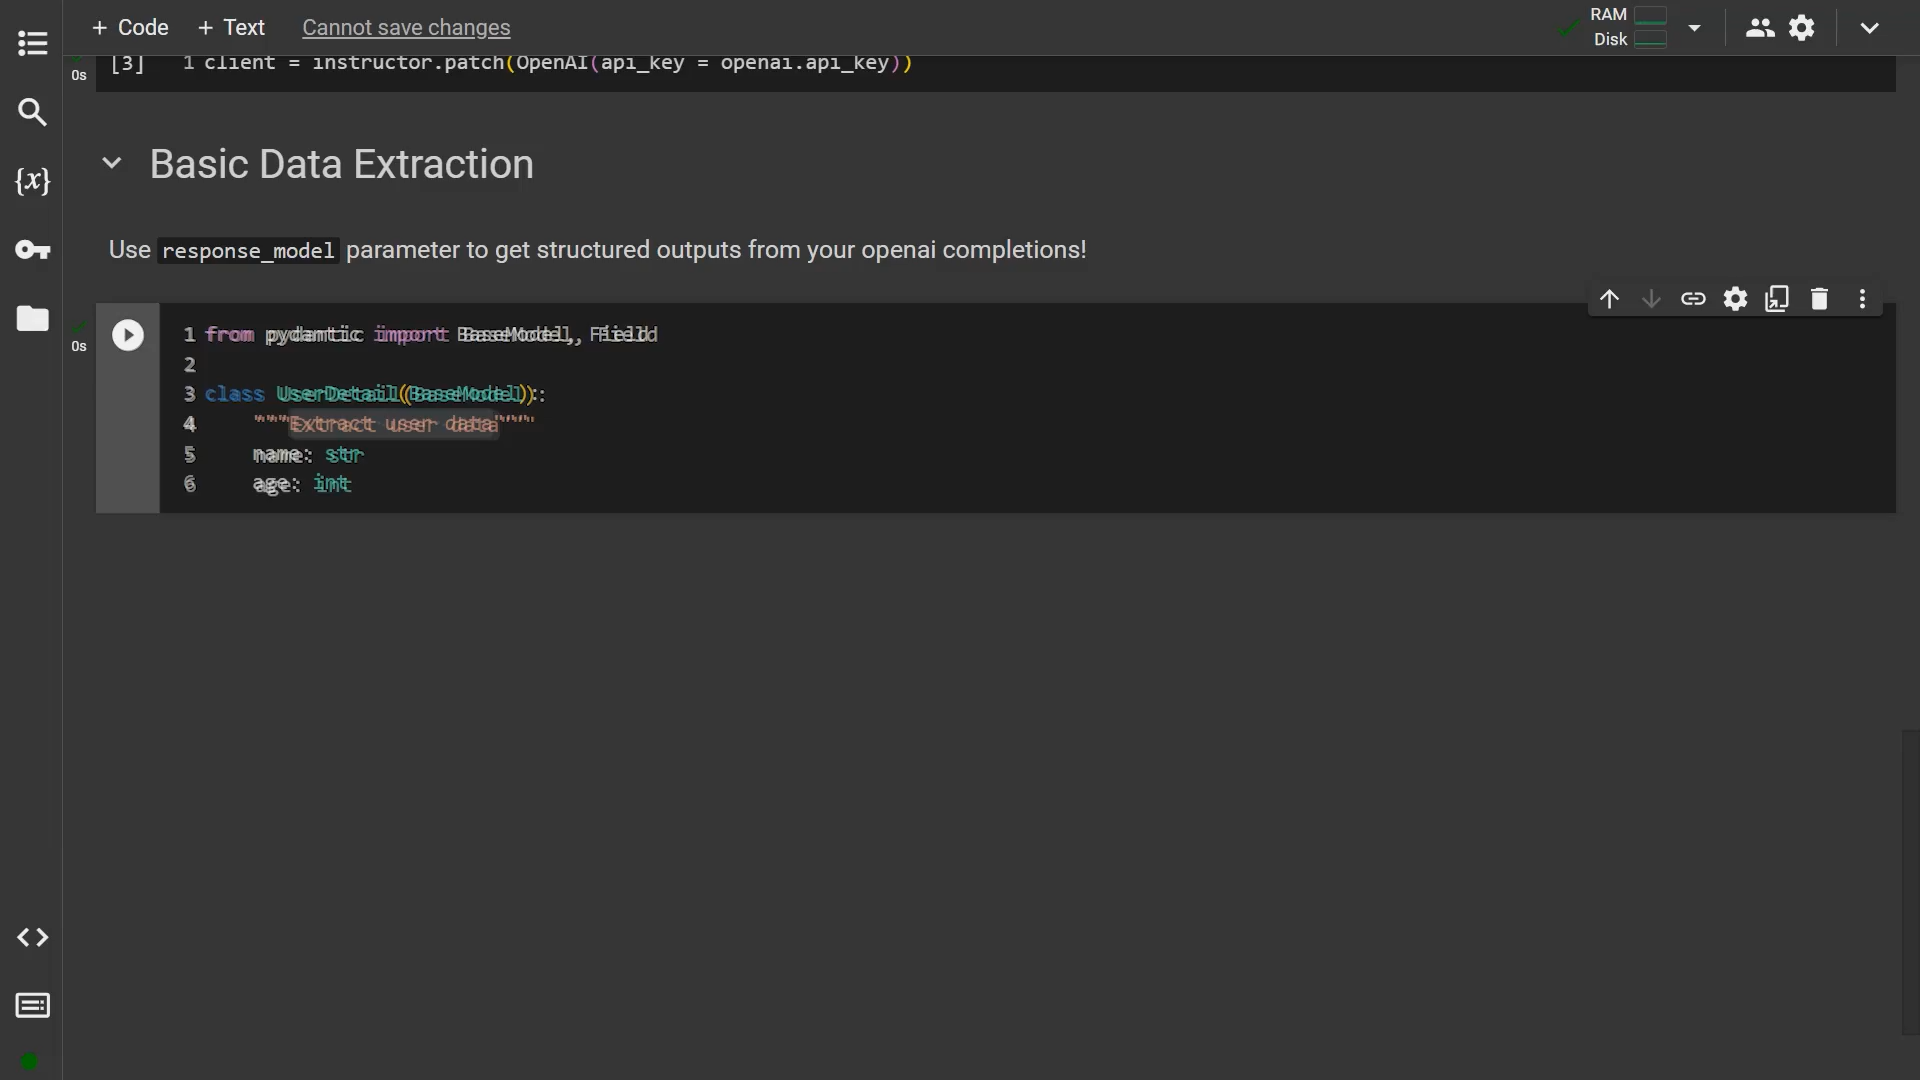 + Code + Text Cannot save changes
RAM
Disk
0s [3] 1 client = instructor.patch(OpenAI(api_key = openai.api_key))
Basic Data Extraction
Use response_model parameter to get structured outputs from your openai completions!
0s
1 from pydantic import BaseModel, Field
2
3 class UserDetail(BaseModel):
4 """Extract user data"""
5 name: str
6 age: int
{x}